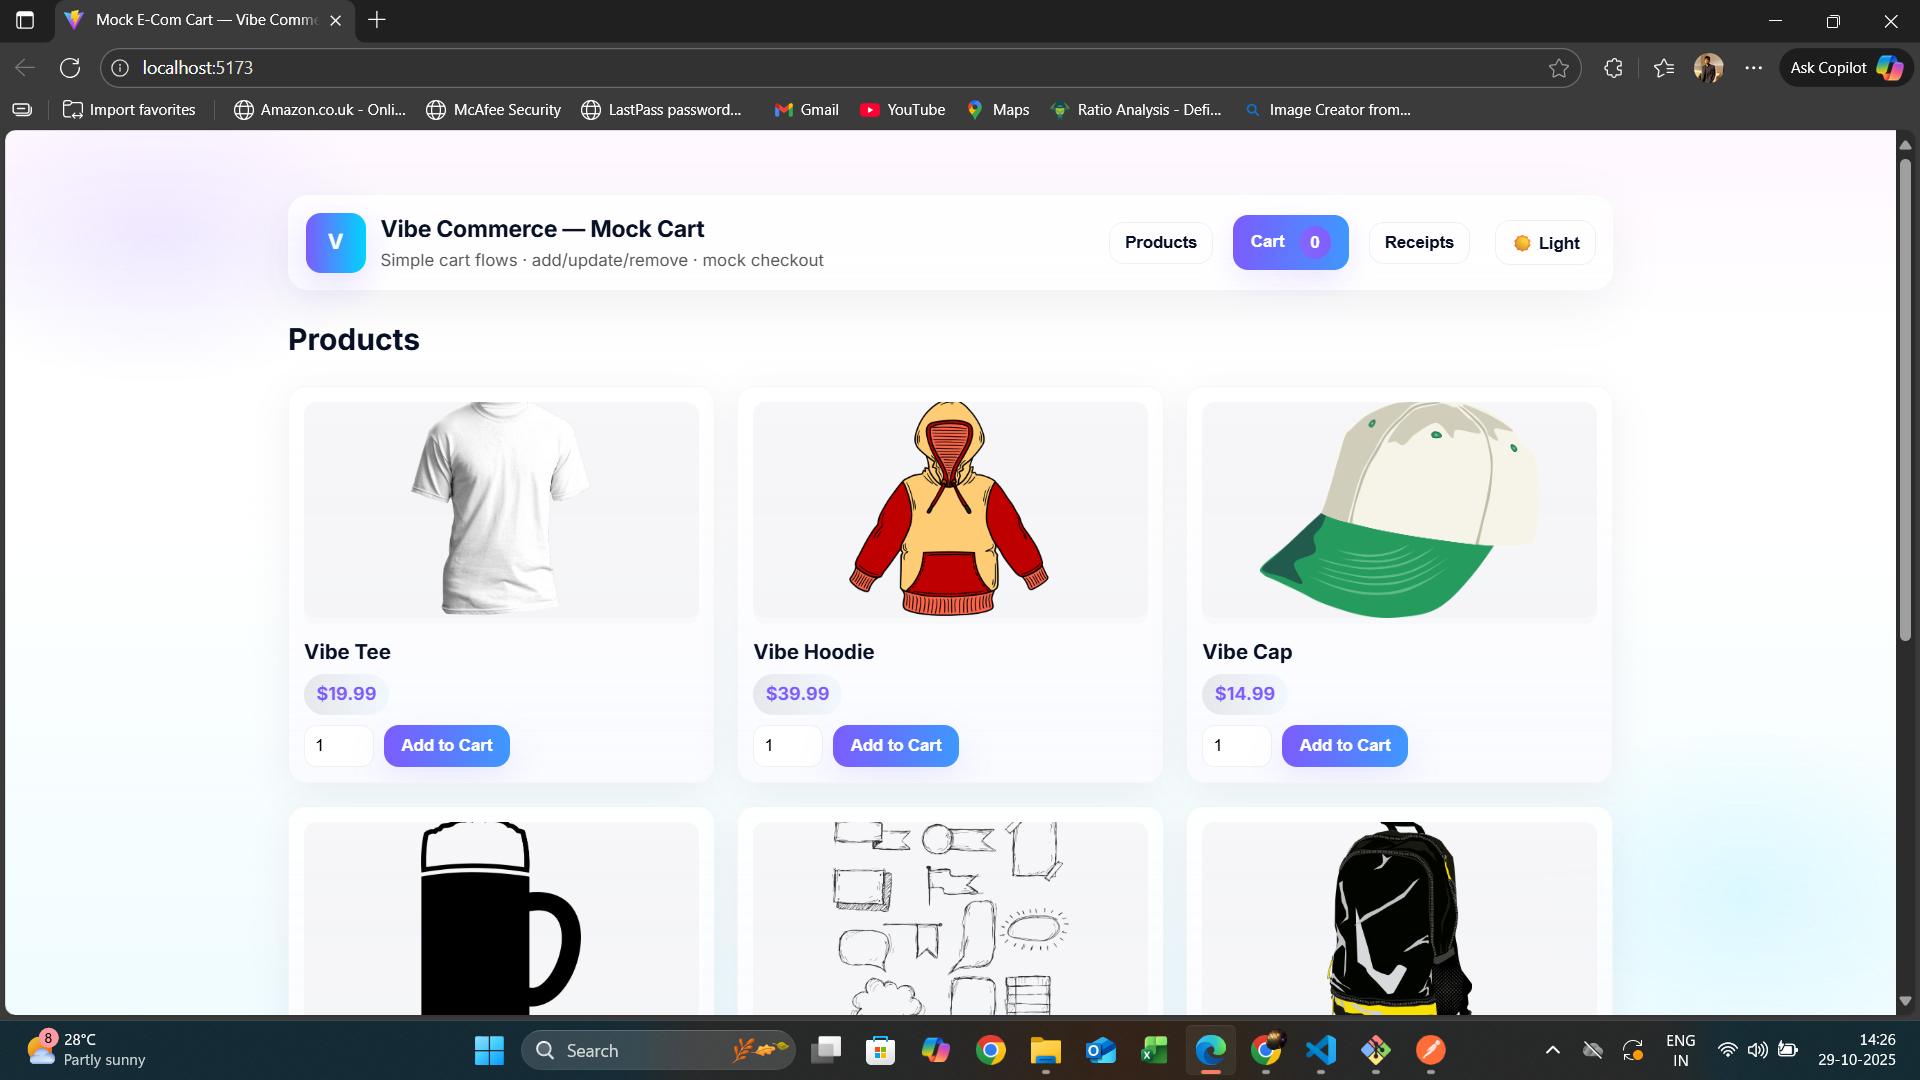 Mock E-Com Cart — Vibe Comme
localhost:5173
Ask Copilot
Import favorites
Amazon.co.uk - Onli...
McAfee Security
LastPass password...
Gmail
YouTube
Maps
Ratio Analysis - Defi...
Image Creator from...
V
Vibe Commerce — Mock Cart
Simple cart flows · add/update/remove · mock checkout
Products
Cart 0
Receipts
Light
Products
Vibe Tee
$19.99
1
Add to Cart
Vibe Hoodie
$39.99
1
Add to Cart
Vibe Cap
$14.99
1
Add to Cart
8
28°C
Partly sunny
Search
ENG
IN
14:26
29-10-2025